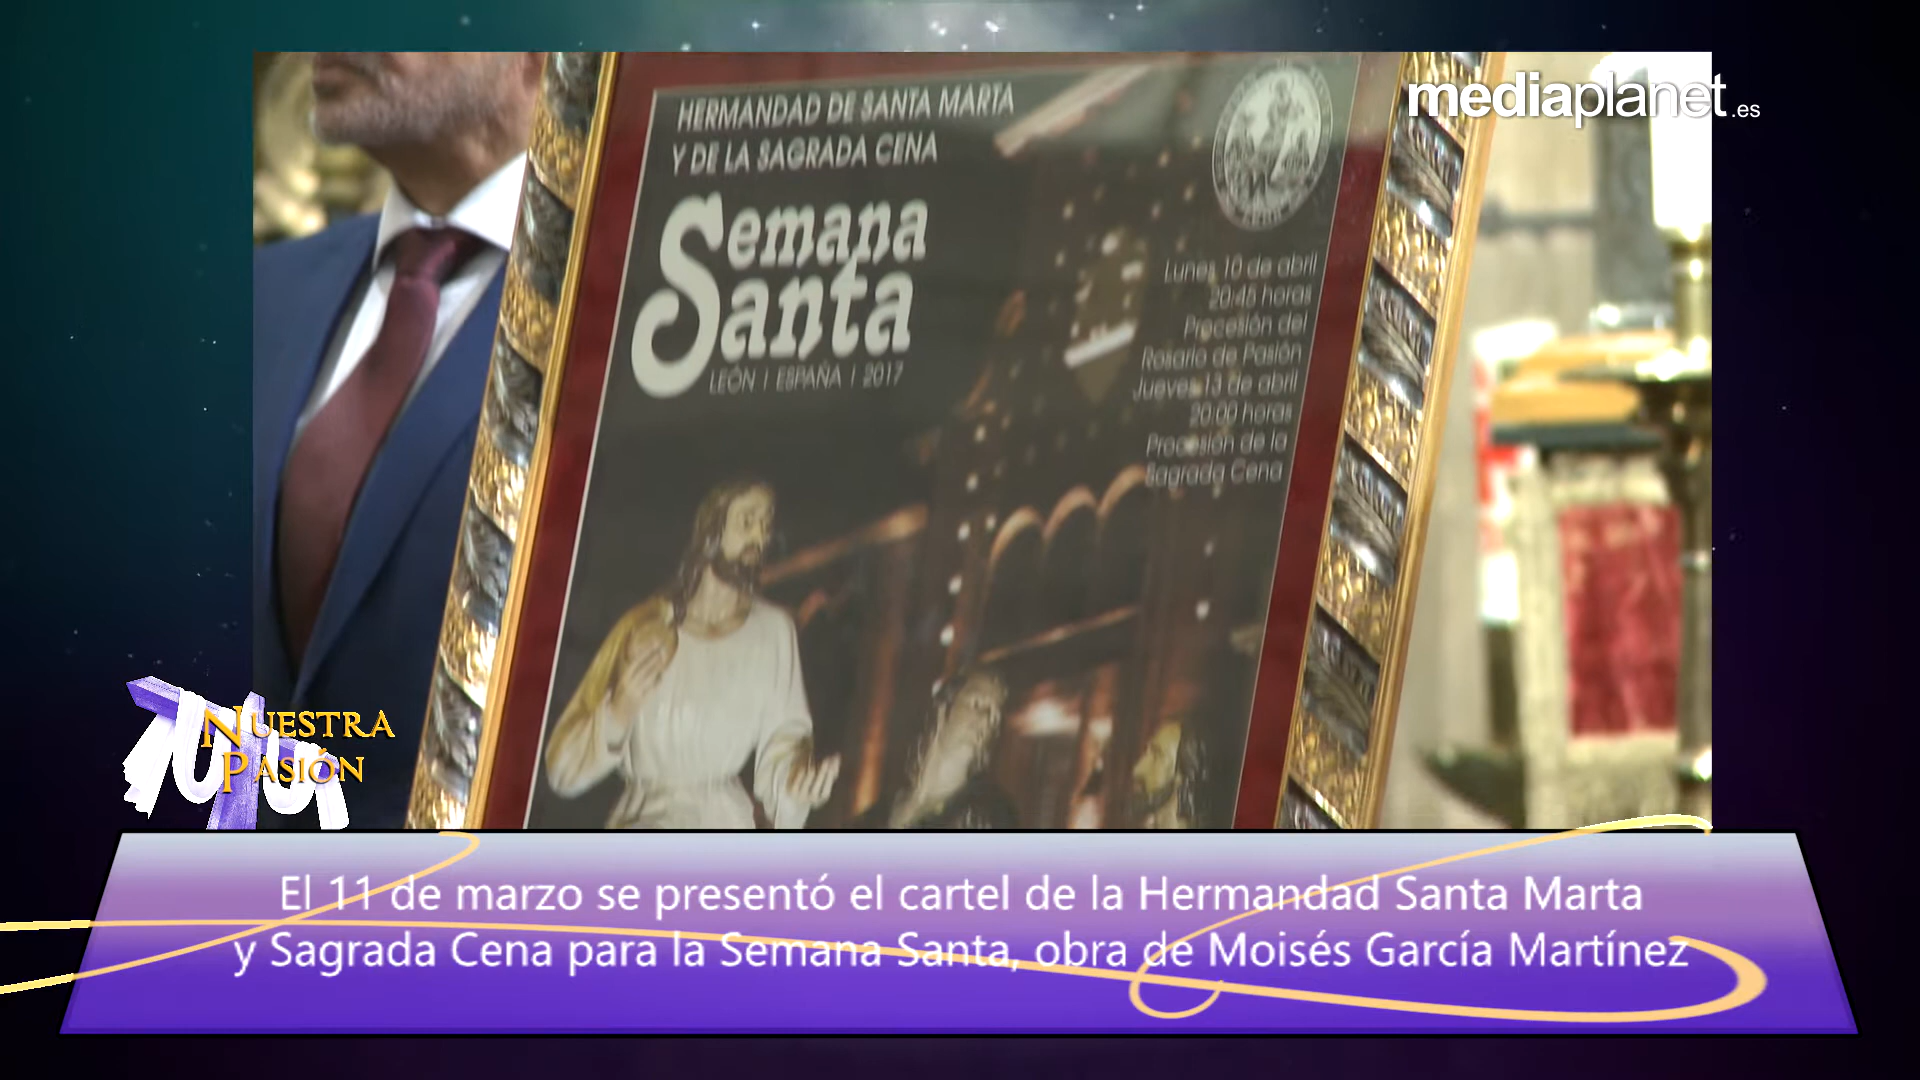 mediaplanet.es
HERMANDAD DE SANTA MARTA
Y DE LA SAGRADA CENA
Semana
Santa
LEÓN | ESPAÑA | 2017
Lunes 10 de abril
20:45 horas
Procesión del
Rosario de Pasión
Jueves 13 de abril
20:00 horas
Procesión de la
Sagrada Cena
NUESTRA
PASIÓN
El 11 de marzo se presentó el cartel de la Hermandad Santa Marta
y Sagrada Cena para la Semana Santa, obra de Moisés García Martínez